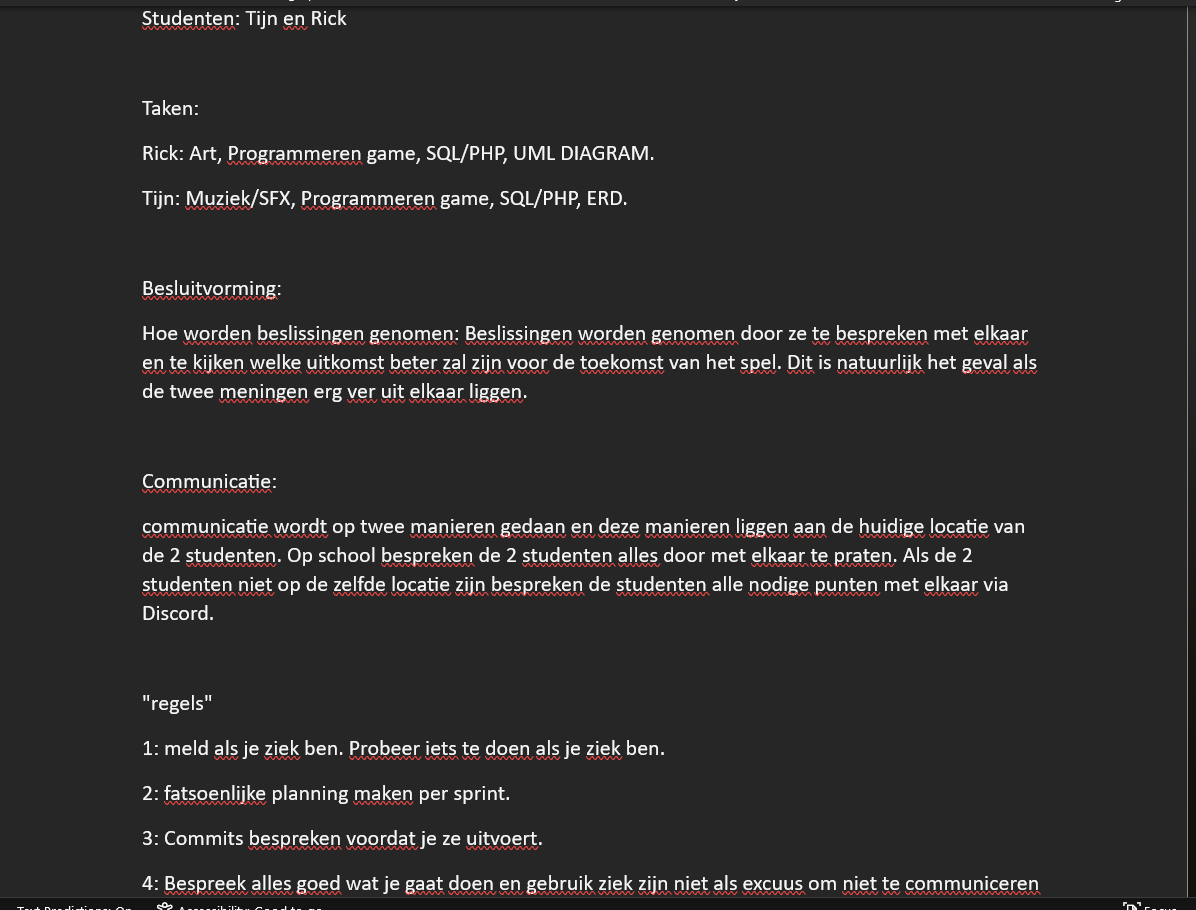 Studenten: Tijn en Rick
Taken:
Rick: Art, Programmeren game, SQL/PHP, UML DIAGRAM.
Tijn: Muziek/SFX, Programmeren game, SQL/PHP, ERD.
Besluitvorming:
Hoe worden beslissingen genomen: Beslissingen worden genomen door ze te bespreken met elkaar
en te kijken welke uitkomst beter zal zijn voor de toekomst van het spel. Dit is natuurlijk het geval als
de twee meningen erg ver uit elkaar liggen.
Communicatie:
communicatie wordt op twee manieren gedaan en deze manieren liggen aan de huidige locatie van
de 2 studenten. Op school bespreken de 2 studenten alles door met elkaar te praten. Als de 2
studenten niet op de zelfde locatie zijn bespreken de studenten alle nodige punten met elkaar via
Discord.
"regels"
1: meld als je ziek ben. Probeer iets te doen als je ziek ben.
2: fatsoenlijke planning maken per sprint.
3: Commits bespreken voordat je ze uitvoert.
4: Bespreek alles goed wat je gaat doen en gebruik ziek zijn niet als excuus om niet te communiceren
Text Predictions: On Accessibility: Good to go Focus